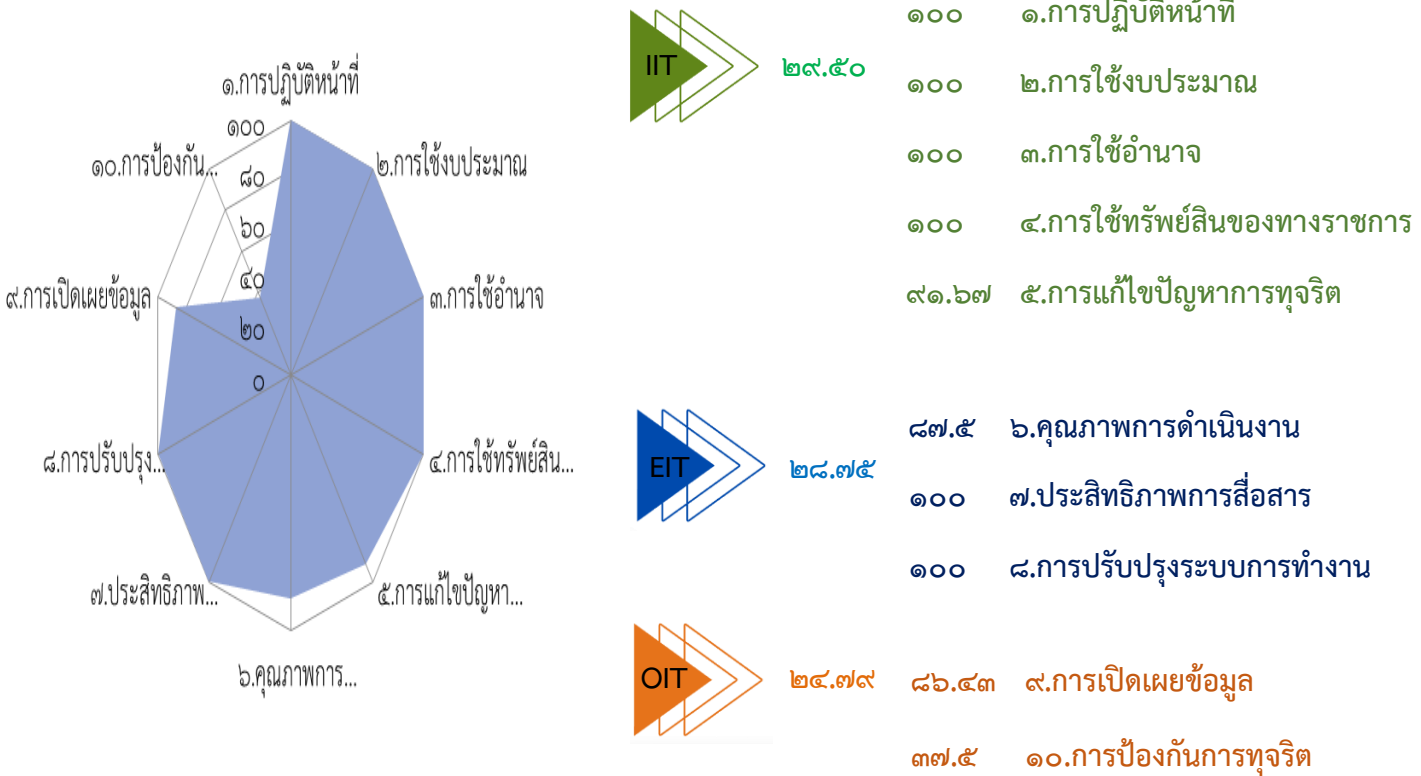 ๑.การปฏิบัติหน้าที่
๒.การใช้งบประมาณ
๓.การใช้อำนาจ
๔.การใช้ทรัพย์สิน...
๕.การแก้ไขปัญหา...
๖.คุณภาพการ...
๗.ประสิทธิภาพ...
๘.การปรับปรุง...
๙.การเปิดเผยข้อมูล
๑๐.การป้องกัน...
๑๐๐
๘๐
๖๐
๔๐
๒๐
๐
IIT ๒๙.๕๐
๑๐๐ ๑.การปฏิบัติหน้าที่
๑๐๐ ๒.การใช้งบประมาณ
๑๐๐ ๓.การใช้อำนาจ
๑๐๐ ๔.การใช้ทรัพย์สินของทางราชการ
๙๑.๖๗ ๕.การแก้ไขปัญหาการทุจริต
EIT ๒๘.๗๕
๘๗.๕ ๖.คุณภาพการดำเนินงาน
๑๐๐ ๗.ประสิทธิภาพการสื่อสาร
๑๐๐ ๘.การปรับปรุงระบบการทำงาน
OIT ๒๔.๗๙
๘๖.๔๓ ๙.การเปิดเผยข้อมูล
๓๗.๕ ๑๐.การป้องกันการทุจริต